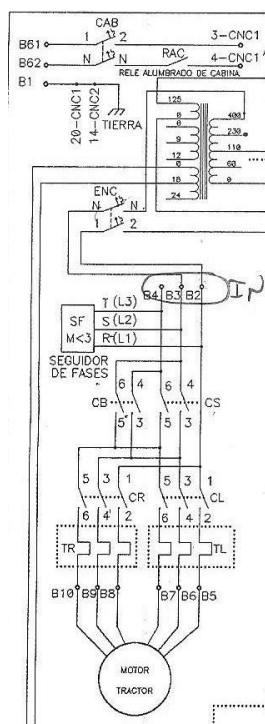 CAB
B61 1 2 3-CNC1
B62 N N RAC 4-CNC1
RELE ALUMBRADO DE CABINA
B1
20-CNC1
14-CNC2
TIERRA
125
0 400
0 230
9 110
12
0 60
18 0
24
ENC
N N
1 2
B4 B3 B2
T (L3)
SF S (L2)
M<3 R (L1)
SEGUIDOR
DE FASES
6 4 6 4
CB CS
5 3 5 3
5 3 1 5 3 1
CR CL
6 4 2 6 4 2
TR TL
B10 B9 B8 B7 B6 B5
MOTOR
TRACTOR